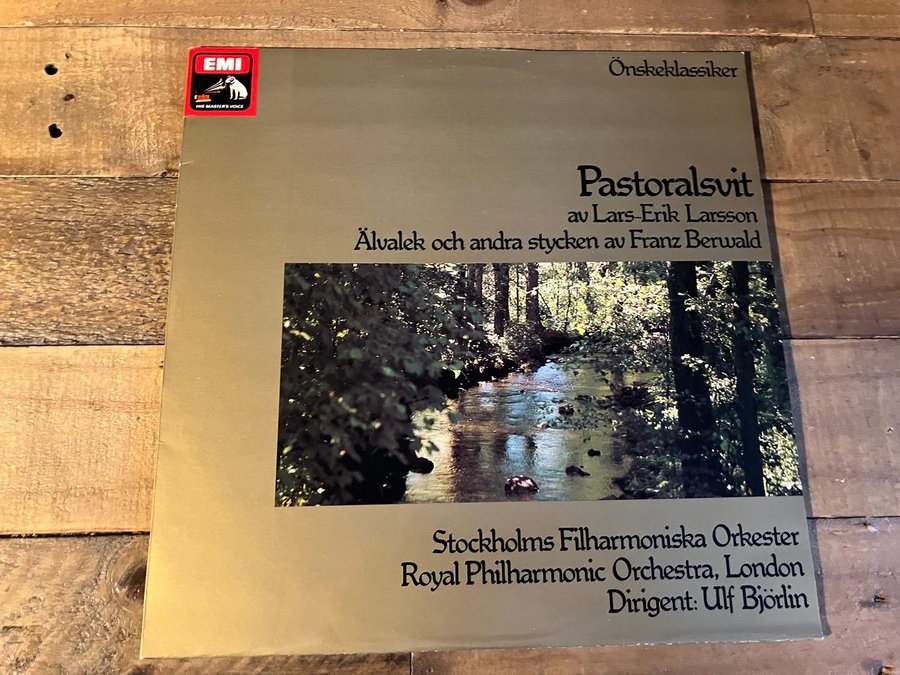 EMI
HIS MASTER'S VOICE
Önskeklassiker
Pastoralsvit
av Lars-Erik Larsson
Älvalek och andra stycken av Franz Berwald
Stockholms Filharmoniska Orkester
Royal Philharmonic Orchestra, London
Dirigent: Ulf Björlin